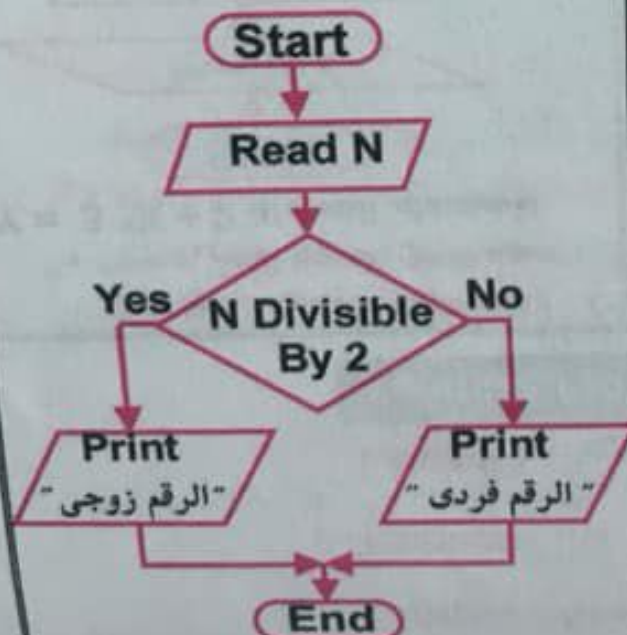 Start
Read N
Yes
N Divisible
By 2
No
Print
"الرقم زوجى"
Print
"الرقم فردى"
End